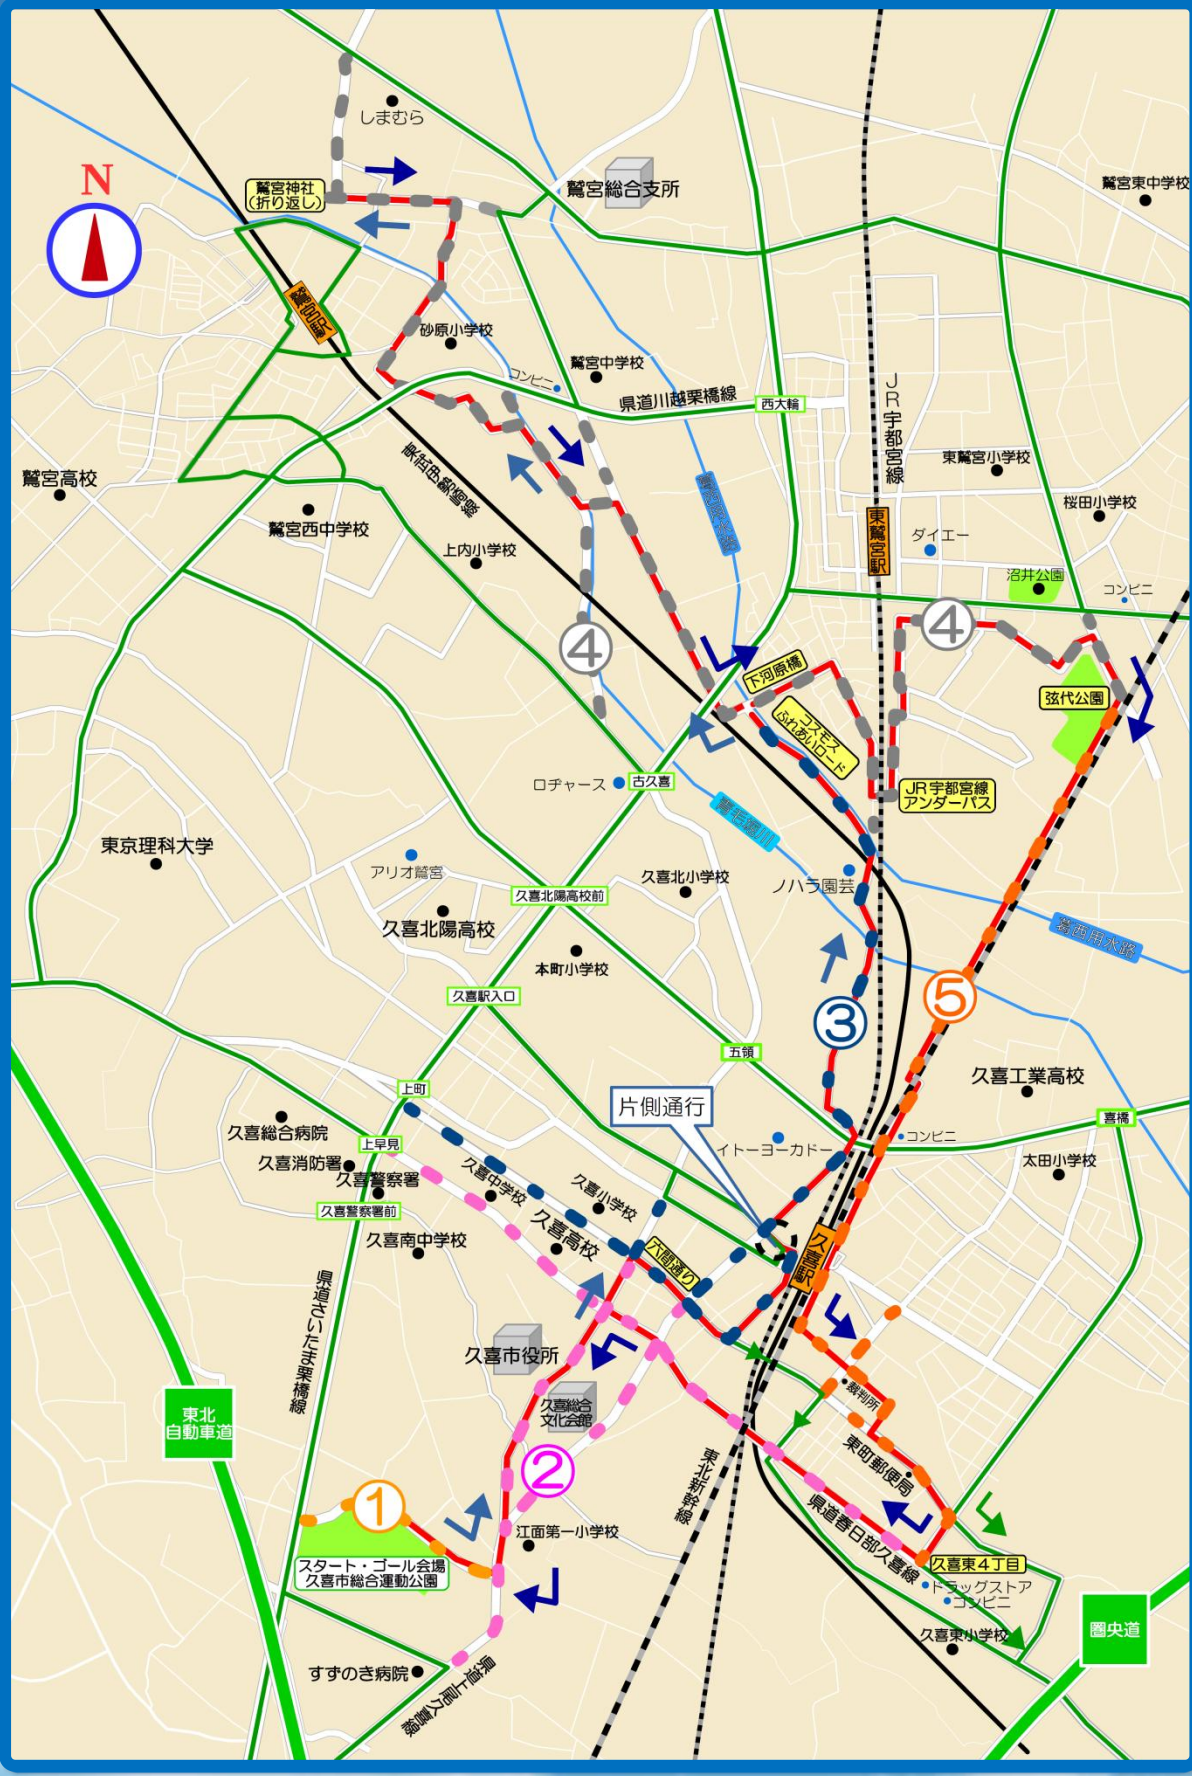 しまむら
N
鷲宮総合支所
鷲宮東中学校
鷲宮神社
(折り返し)
鷲宮駅
砂原小学校
コンビニ
鷲宮中学校
県道川越栗橋線
西大輪
JR宇都宮線
東武伊勢崎線
東鷲宮小学校
鷲宮高校
桜田小学校
鷲宮西中学校
東鷲宮駅
ダイエー
上内小学校
沼井公園
コンビニ
④
④
下河原橋
弦代公園
コスモス
ふれあいロード
ロヂャース
古久喜
JR宇都宮線
アンダーパス
青毛堀川
東京理科大学
アリオ鷲宮
久喜北小学校
ノハラ園芸
久喜北陽高校前
久喜北陽高校
葛西用水路
本町小学校
久喜駅入口
⑤
③
五領
久喜工業高校
上町
片側通行
喜橋
久喜総合病院
上早見
イトーヨーカドー
コンビニ
久喜消防署
久喜中学校
太田小学校
久喜警察署
久喜小学校
久喜警察署前
久喜高校
久喜南中学校
六間通り
久喜駅
県道さいたま栗橋線
久喜市役所
裁判所
久喜総合
文化会館
東北
自動車道
東町郵便局
②
東北新幹線
①
県道春日部久喜線
江面第一小学校
スタート・ゴール会場
久喜市総合運動公園
久喜東4丁目
ドラッグストア
コンビニ
圏央道
久喜東小学校
すずのき病院
県道上尾久喜線